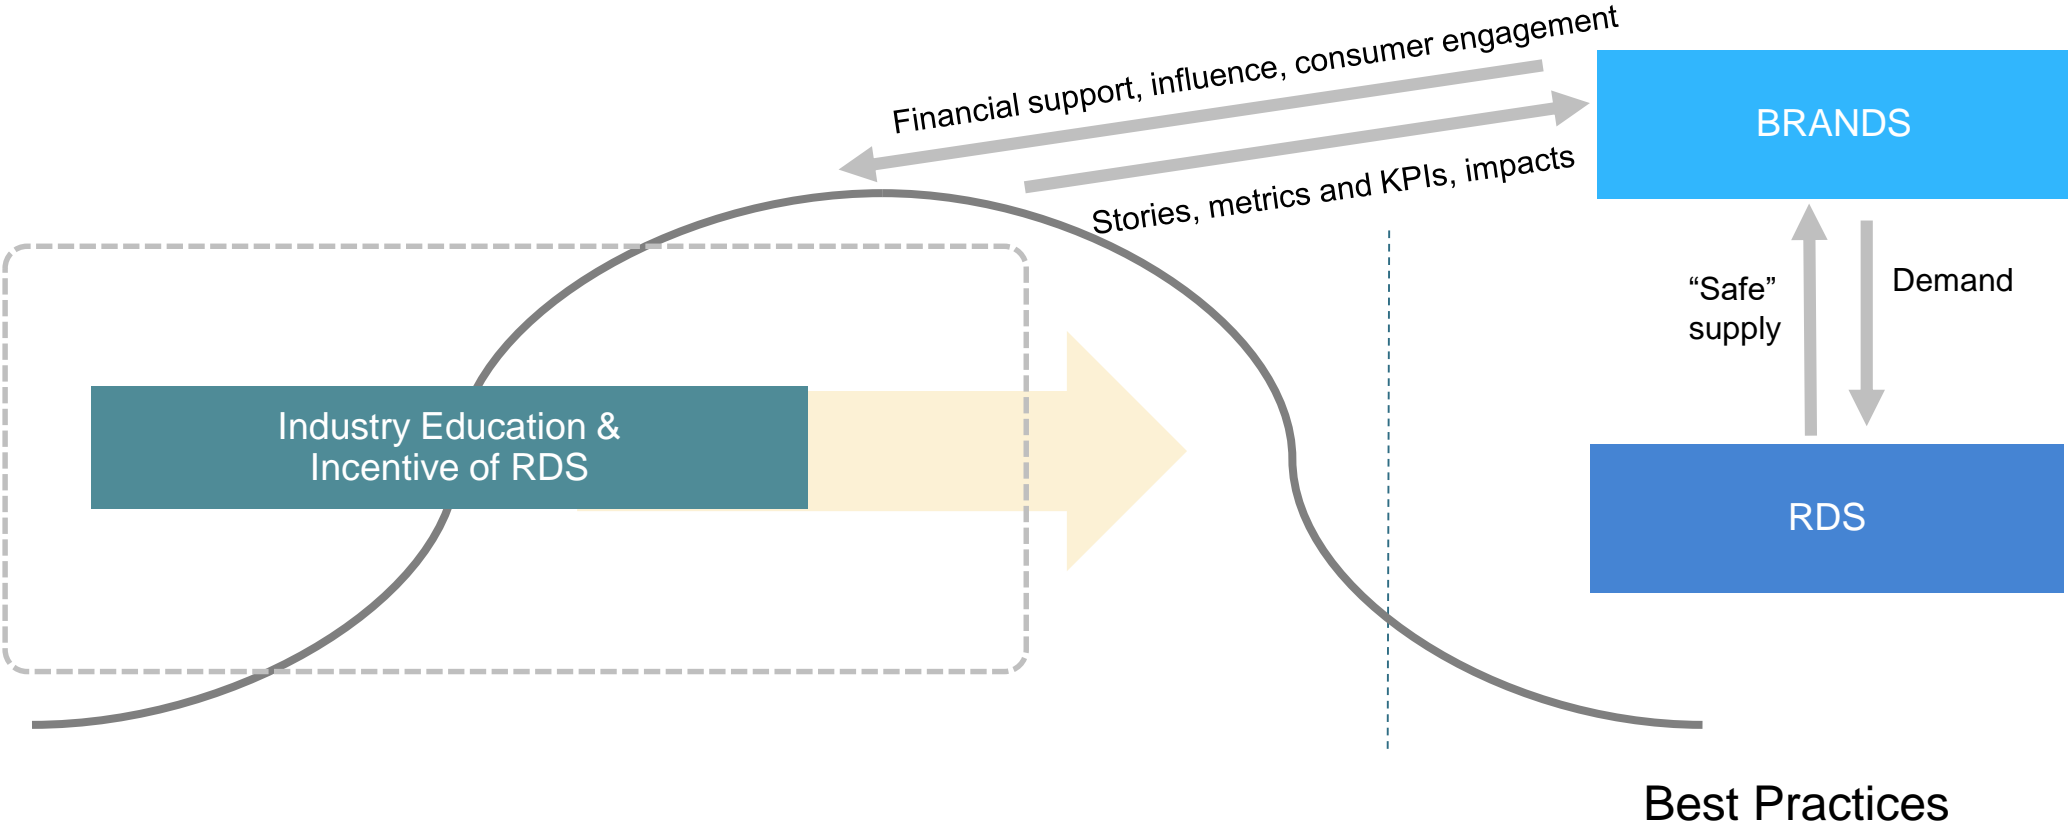 Financial support, influence, consumer engagement
BRANDS
Stories, metrics and KPIs, impacts
“Safe”
supply
Demand
Industry Education &
Incentive of RDS
RDS
Best Practices